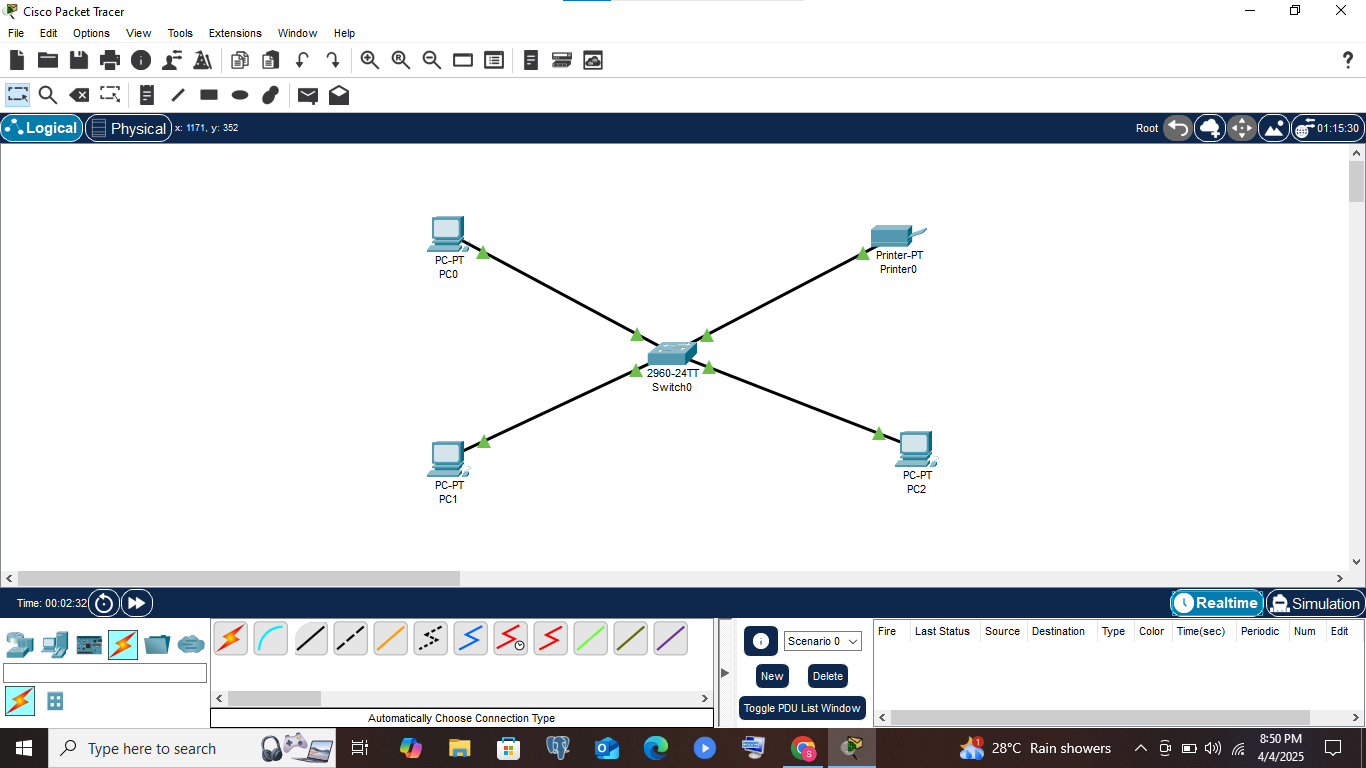 Cisco Packet Tracer
File Edit Options View Tools Extensions Window Help
Logical Physical x: 1171, y: 352 Root 01:15:30
PC-PT
PC0
Printer-PT
Printer0
2960-24TT
Switch0
PC-PT
PC1
PC-PT
PC2
Time: 00:02:32 Realtime Simulation
Scenario 0
Fire Last Status Source Destination Type Color Time(sec) Periodic Num Edit
New Delete
Toggle PDU List Window
Automatically Choose Connection Type
Type here to search
1
28°C Rain showers
8:50 PM
4/4/2025